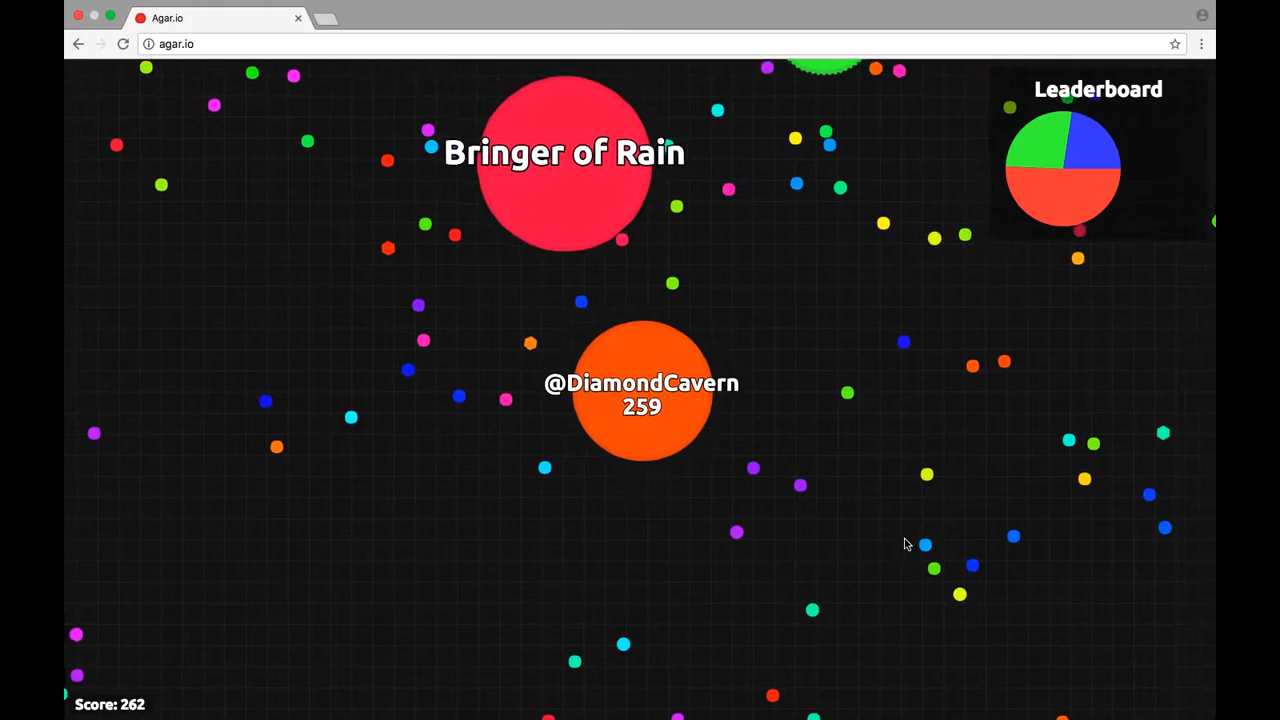 Agar.io
agar.io
Leaderboard
Bringer of Rain
@DiamondCavern
259
Score: 262